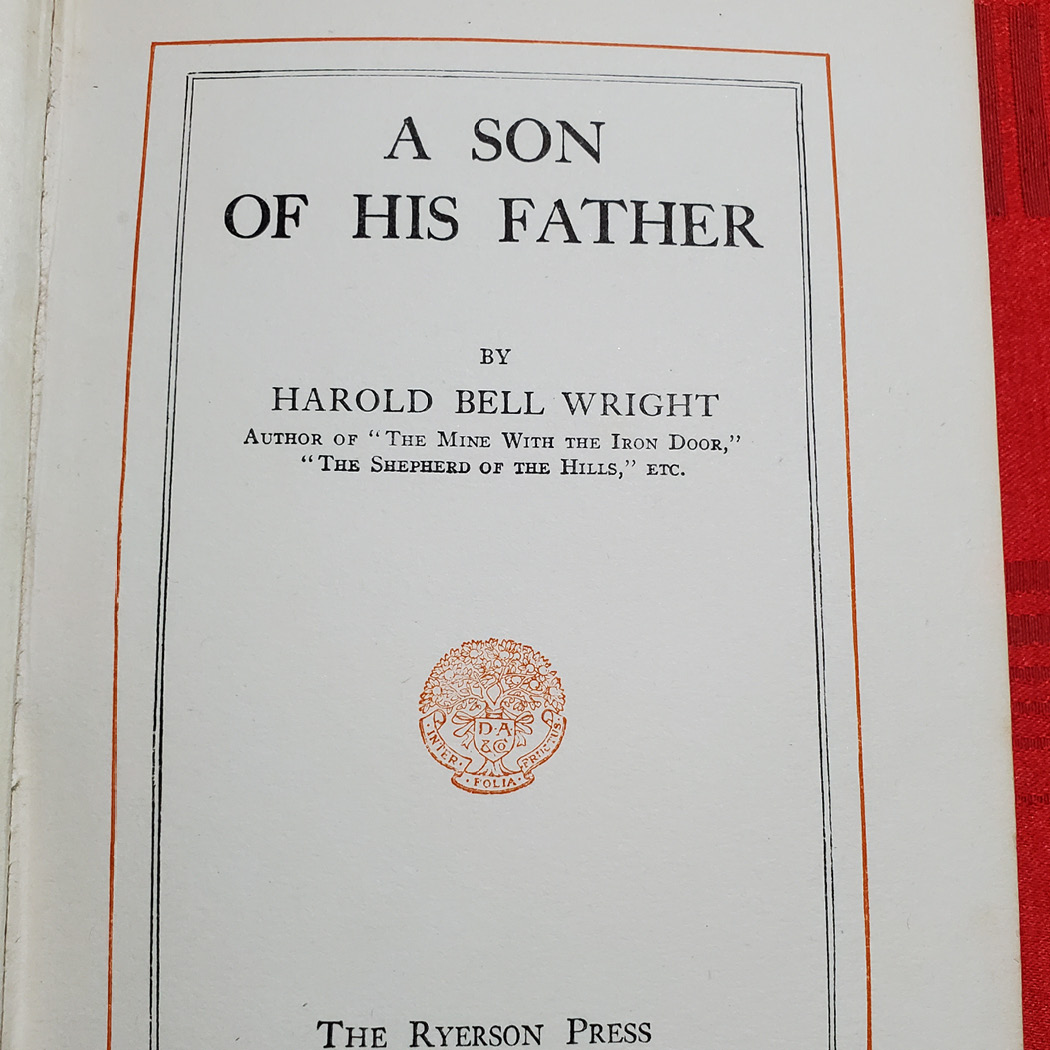 A SON
OF HIS FATHER
BY
HAROLD BELL WRIGHT
AUTHOR OF “THE MINE WITH THE IRON DOOR,”
“THE SHEPHERD OF THE HILLS,” ETC.
D·A
&Co
·INTER·
·FOLIA·
FRUCTUS·
THE RYERSON PRESS